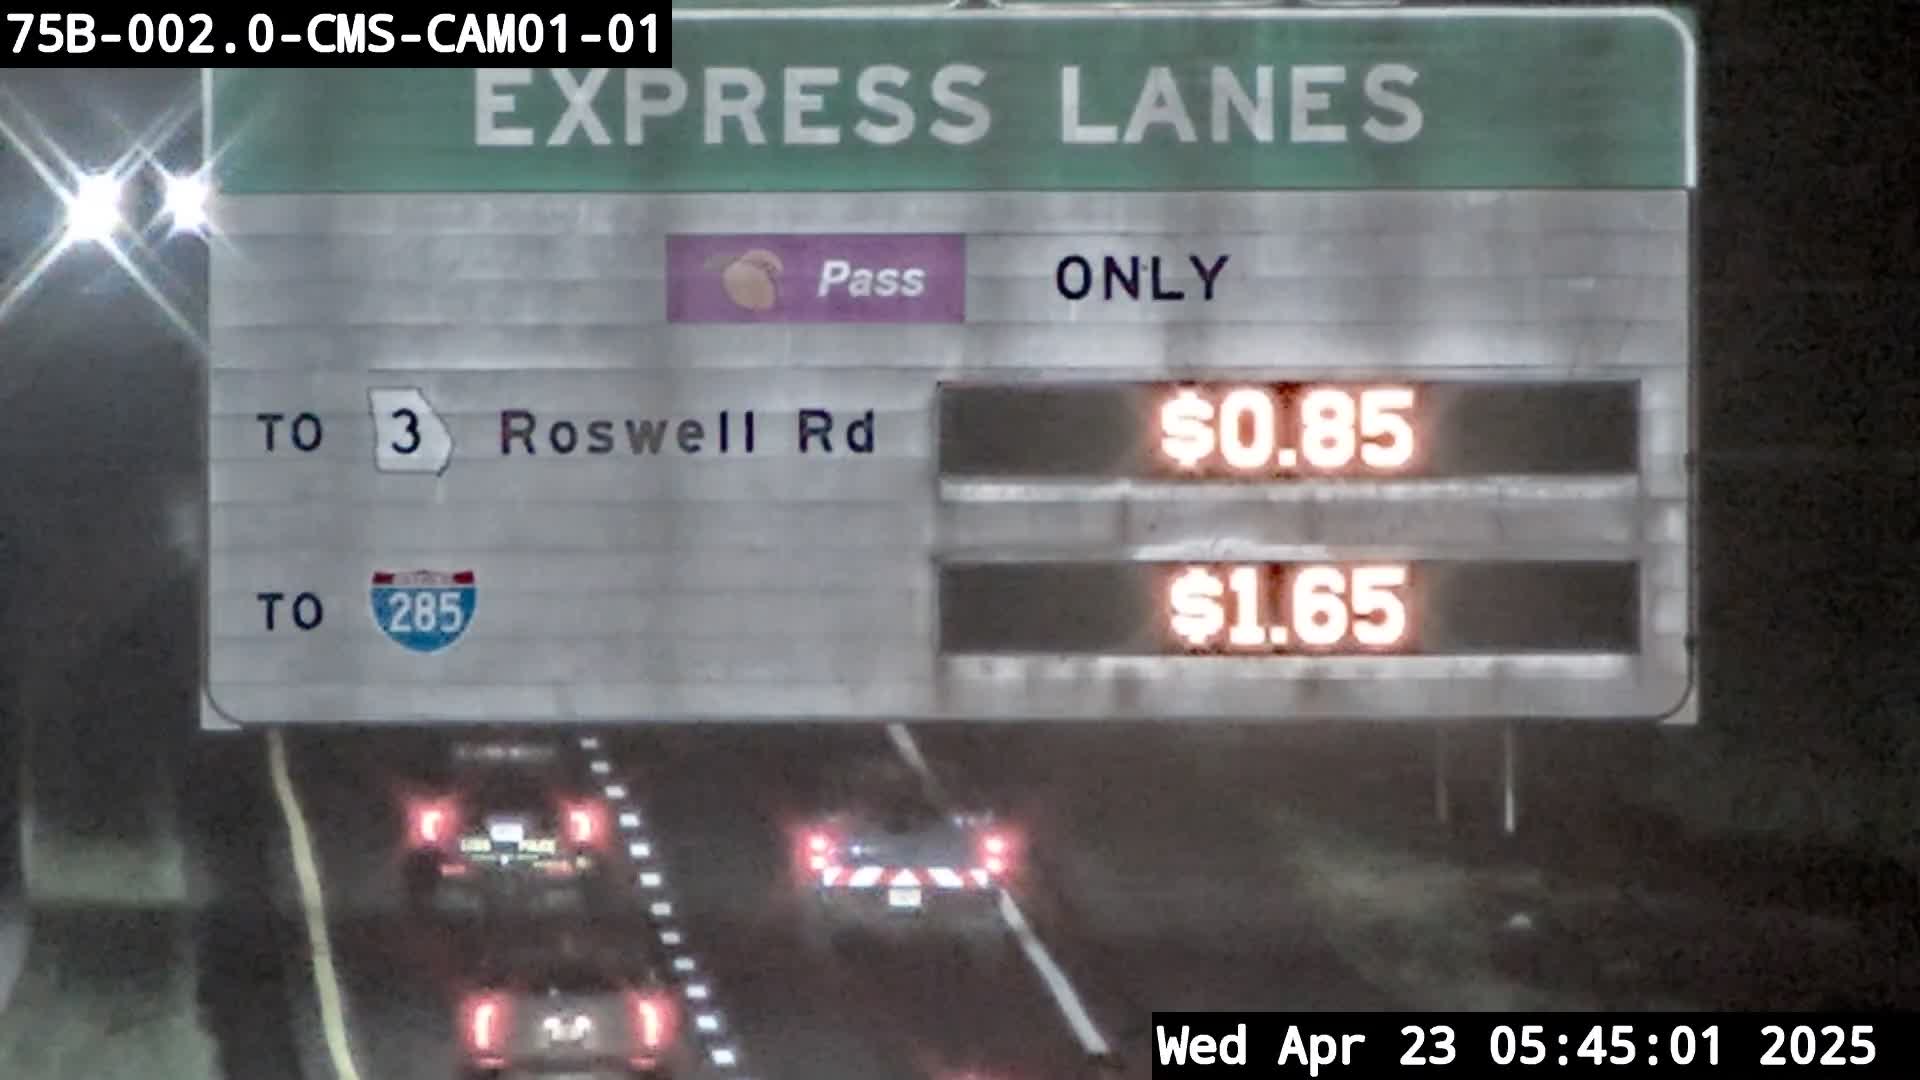 75B-002.0-CMS-CAM01-01
EXPRESS LANES
Pass ONLY
TO 3 Roswell Rd $0.85
TO 285 $1.65
Wed Apr 23 05:45:01 2025